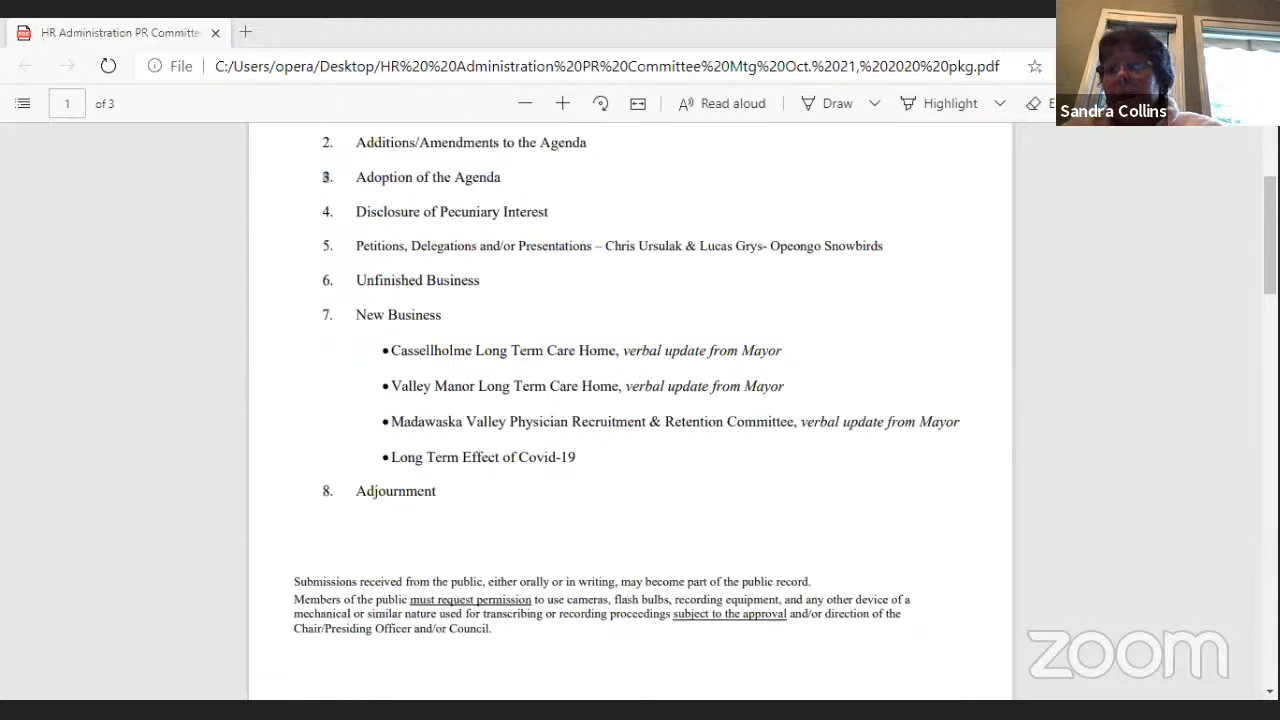 HR Administration PR Committe
File
C:/Users/opera/Desktop/HR%20%20Administration%20PR%20Committee%20Mtg%20Oct.%2021,%202020%20pkg.pdf
1 of 3
Read aloud
Draw
Highlight
E
Sandra Collins
2. Additions/Amendments to the Agenda
3. Adoption of the Agenda
4. Disclosure of Pecuniary Interest
5. Petitions, Delegations and/or Presentations – Chris Ursulak & Lucas Grys- Opeongo Snowbirds
6. Unfinished Business
7. New Business
•Cassellholme Long Term Care Home, verbal update from Mayor
•Valley Manor Long Term Care Home, verbal update from Mayor
•Madawaska Valley Physician Recruitment & Retention Committee, verbal update from Mayor
•Long Term Effect of Covid-19
8. Adjournment
Submissions received from the public, either orally or in writing, may become part of the public record.
Members of the public must request permission to use cameras, flash bulbs, recording equipment, and any other device of a
mechanical or similar nature used for transcribing or recording proceedings subject to the approval and/or direction of the
Chair/Presiding Officer and/or Council.
zoom